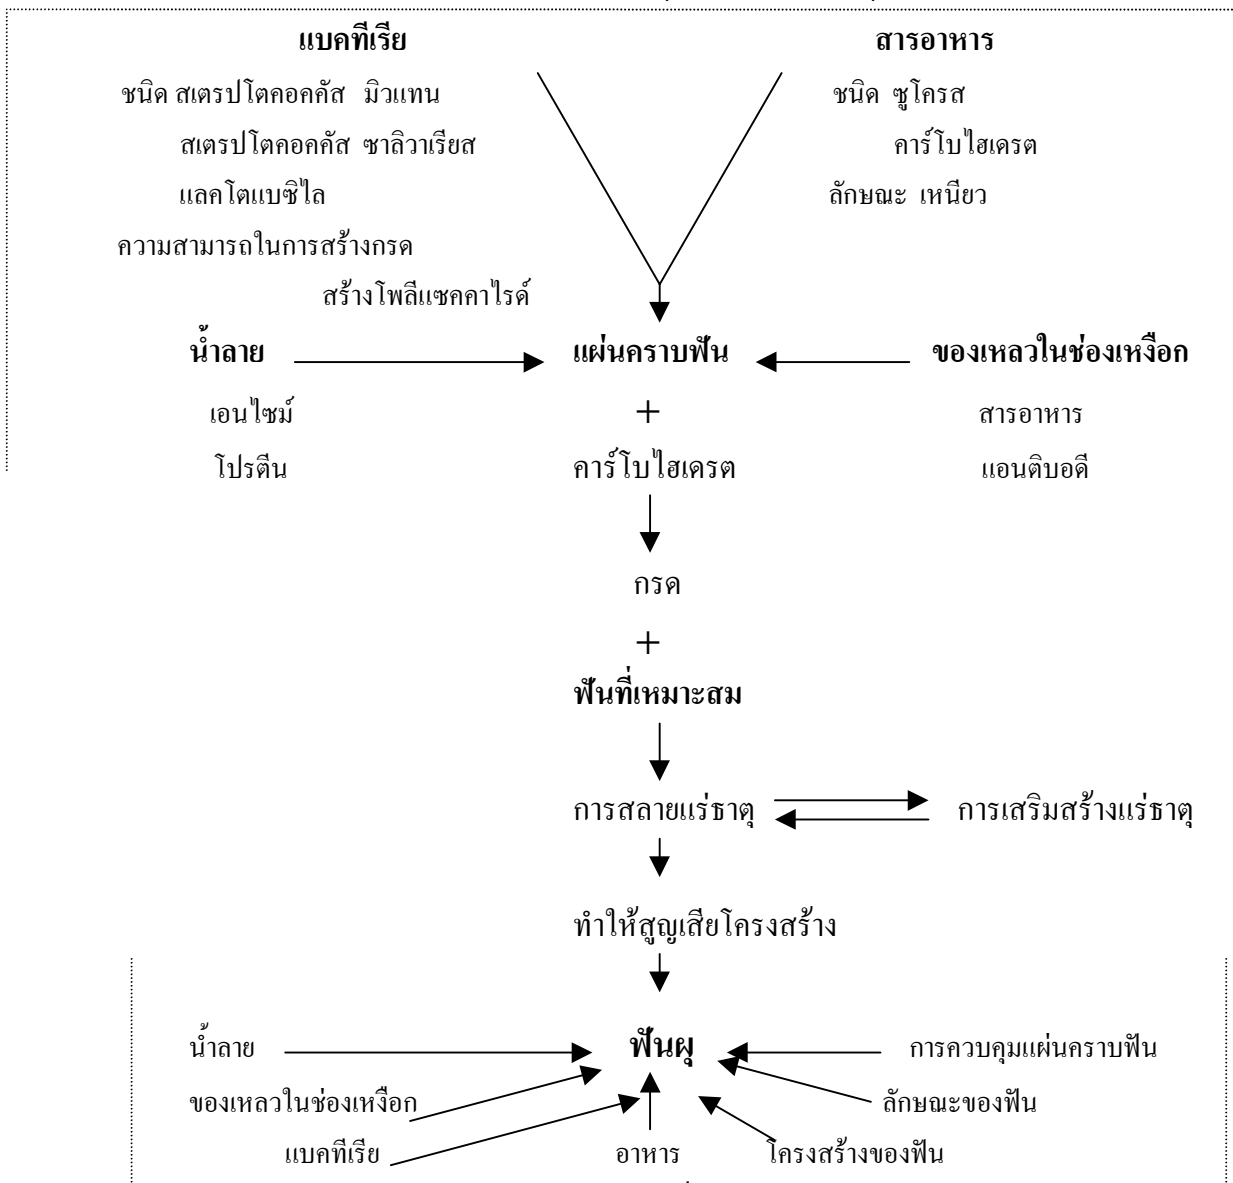 แบคทีเรีย สารอาหาร
ชนิด สเตรปโตคอคคัส มิวแทน ชนิด ซูโครส
สเตรปโตคอคคัส ซาลิวาเรียส คาร์โบไฮเดรต
แลคโตแบซิไล ลักษณะ เหนียว
ความสามารถในการสร้างกรด
สร้างโพลีแซคคาไรด์
น้ำลาย แผ่นคราบฟัน ของเหลวในช่องเหงือก
เอนไซม์ + สารอาหาร
โปรตีน คาร์โบไฮเดรต แอนติบอดี
กรด
+
ฟันที่เหมาะสม
การสลายแร่ธาตุ การเสริมสร้างแร่ธาตุ
ทำให้สูญเสียโครงสร้าง
น้ำลาย ฟันผุ การควบคุมแผ่นคราบฟัน
ของเหลวในช่องเหงือก ลักษณะของฟัน
แบคทีเรีย อาหาร โครงสร้างของฟัน